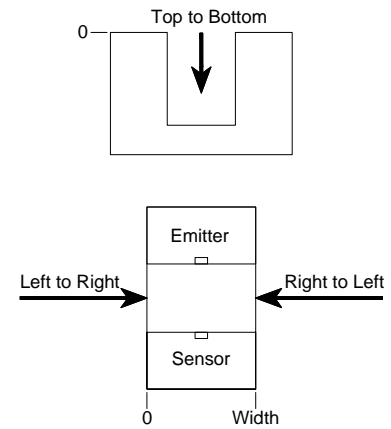 Top to Bottom
0
Emitter
Left to Right
Right to Left
Sensor
0
Width